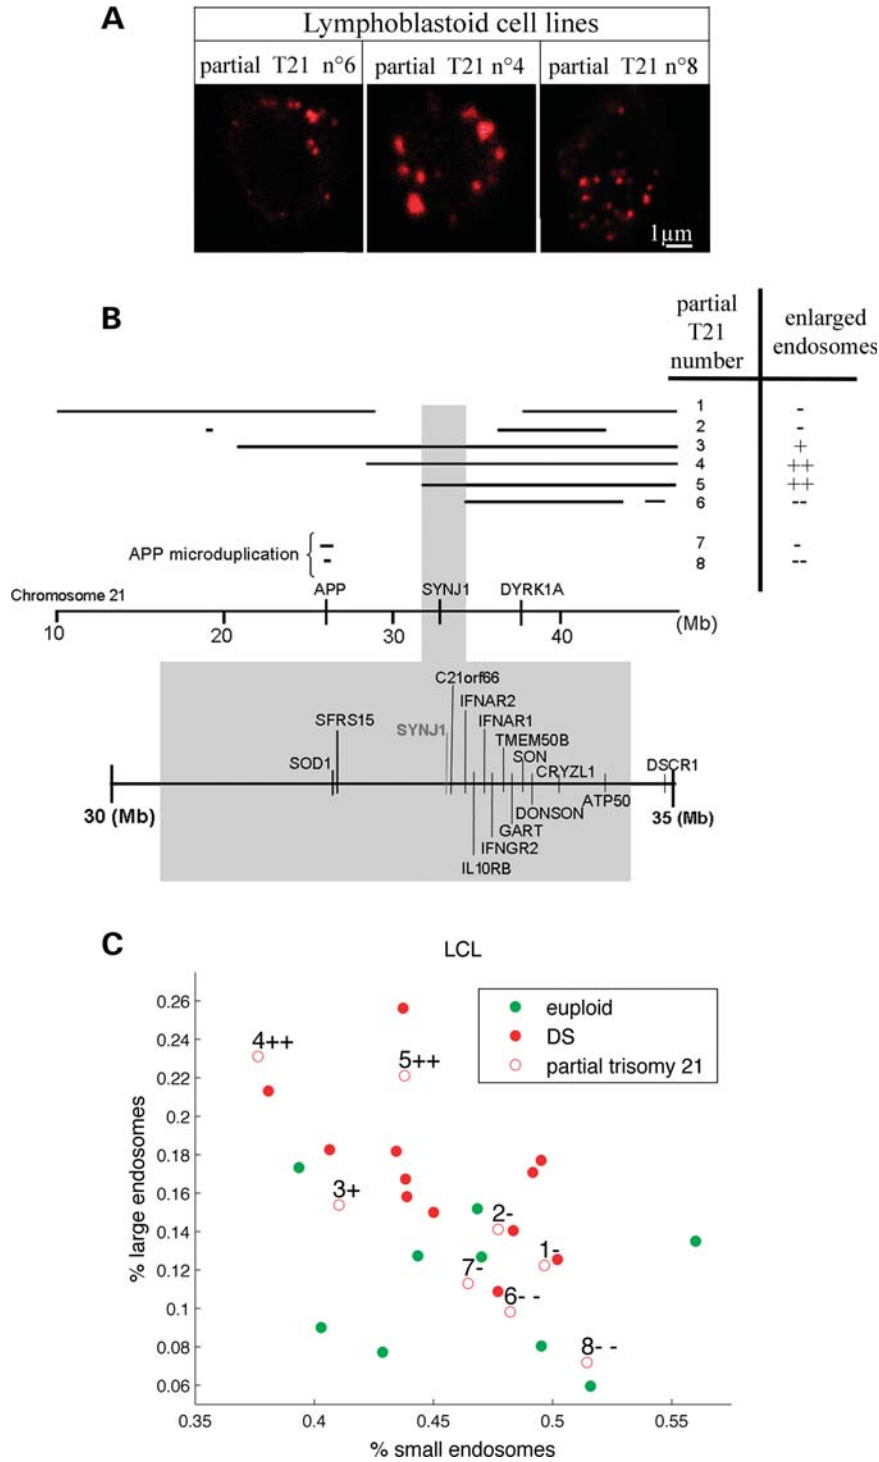 A
Lymphoblastoid cell lines
partial T21 n°6
partial T21 n°4
partial T21 n°8
1µm
B
partial T21 number
enlarged endosomes
1 -
2 -
3 +
4 ++
5 ++
6 --
7 -
8 --
APP microduplication
Chromosome 21
APP
SYNJ1
DYRK1A
10
20
30
40
(Mb)
C21orf66
IFNAR2
SFRS15
SYNJ1
IFNAR1
TMEM50B
SON
SOD1
CRYZL1
DSCR1
ATP50
30 (Mb)
35 (Mb)
DONSON
GART
IFNGR2
IL10RB
C
LCL
euploid
DS
partial trisomy 21
% large endosomes
0.26
0.24
0.22
0.2
0.18
0.16
0.14
0.12
0.1
0.08
0.06
4++
5++
3+
2-
1-
7-
6- -
8- -
0.35
0.4
0.45
0.5
0.55
% small endosomes